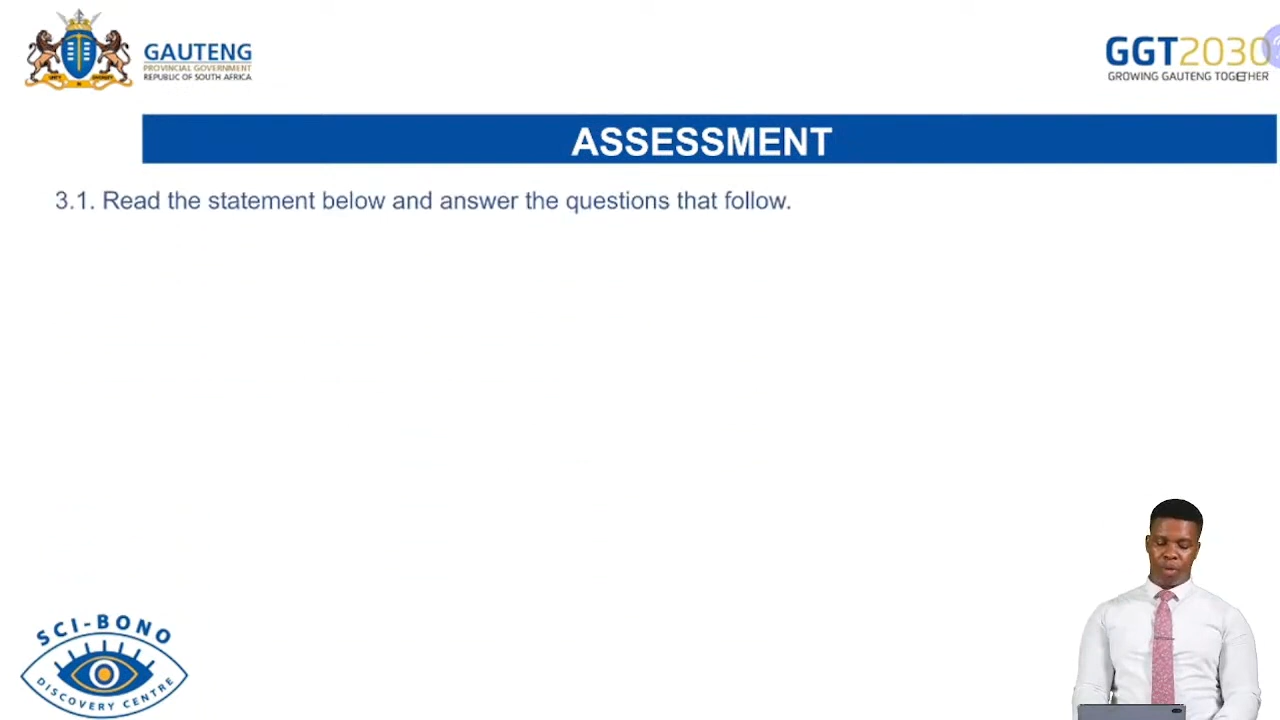 GAUTENG
PROVINCIAL GOVERNMENT
REPUBLIC OF SOUTH AFRICA
GGT2030
GROWING GAUTENG TOGETHER
ASSESSMENT
3.1. Read the statement below and answer the questions that follow.
SCI-BONO
DISCOVERY CENTRE